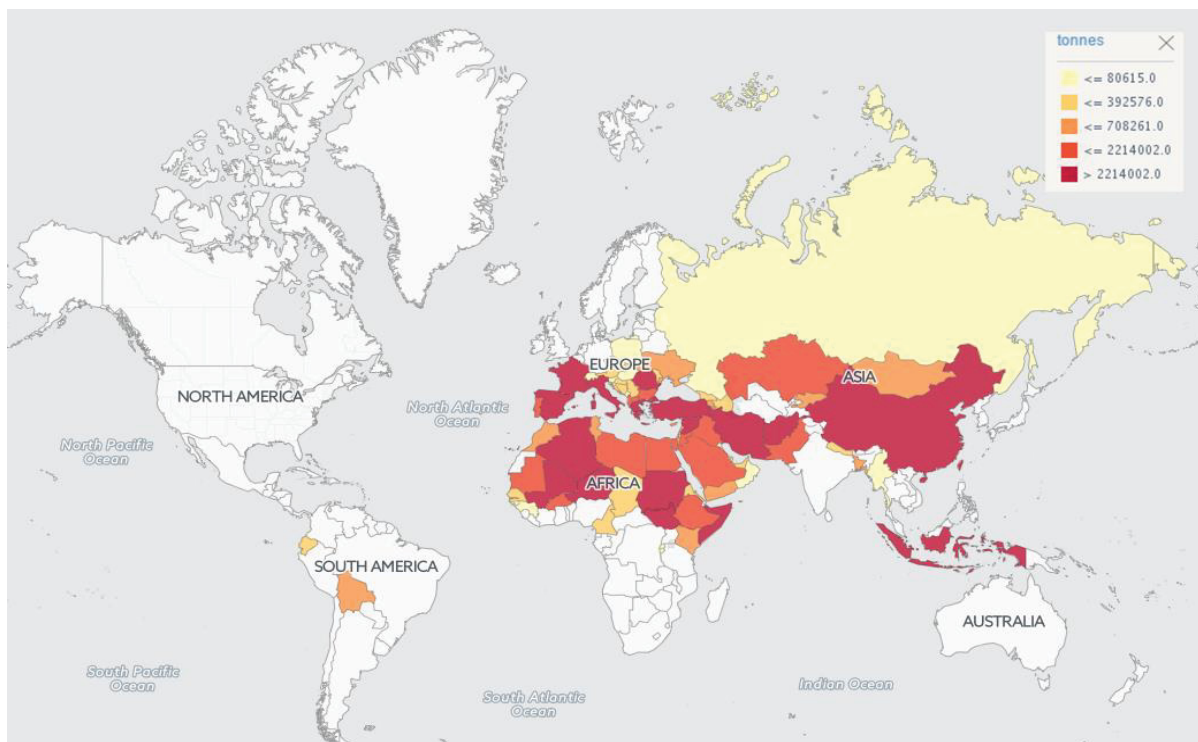 tonnes
<= 80615.0
<= 392576.0
<= 708261.0
<= 2214002.0
> 2214002.0
EUROPE
ASIA
NORTH AMERICA
North Atlantic
Ocean
North Pacific
Ocean
AFRICA
SOUTH AMERICA
AUSTRALIA
South Pacific
Ocean
South Atlantic
Ocean
Indian Ocean